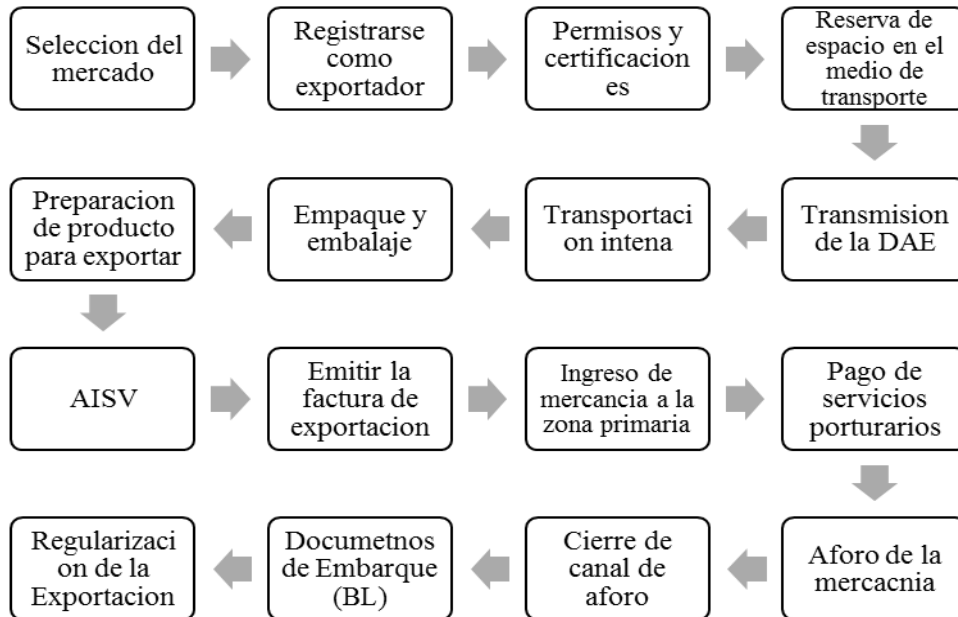 Seleccion del
mercado
Registrarse
como
exportador
Permisos y
certificacion
es
Reserva de
espacio en el
medio de
transporte
Transmision
de la DAE
Transportaci
on intena
Empaque y
embalaje
Preparacion
de producto
para exportar
AISV
Emitir la
factura de
exportacion
Ingreso de
mercancia a la
zona primaria
Pago de
servicios
porturarios
Aforo de la
mercacnia
Cierre de
canal de
aforo
Documetnos
de Embarque
(BL)
Regularizaci
on de la
Exportacion